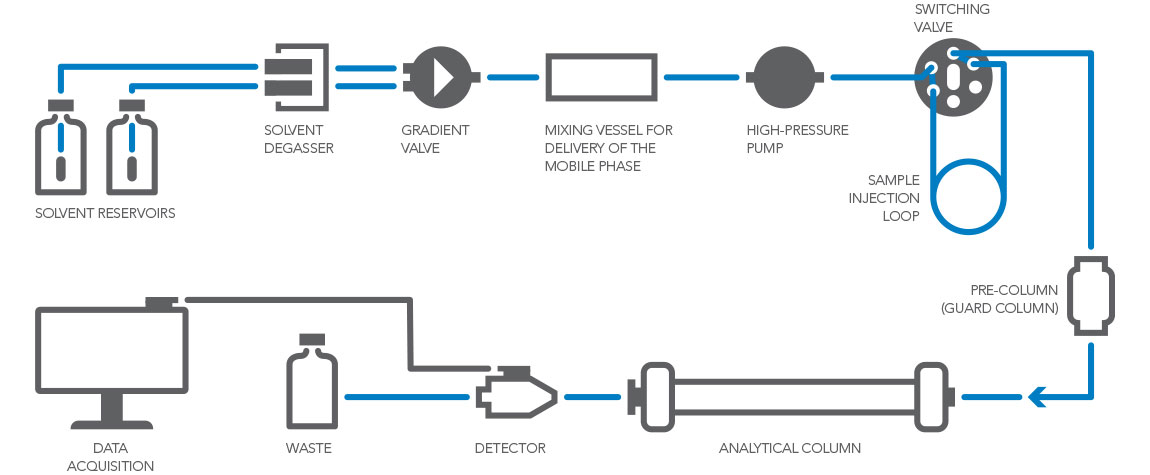 SWITCHING
VALVE
SOLVENT
DEGASSER
GRADIENT
VALVE
MIXING VESSEL FOR
DELIVERY OF THE
MOBILE PHASE
HIGH-PRESSURE
PUMP
SAMPLE
INJECTION
LOOP
SOLVENT RESERVOIRS
PRE-COLUMN
(GUARD COLUMN)
DATA
ACQUISITION
WASTE
DETECTOR
ANALYTICAL COLUMN